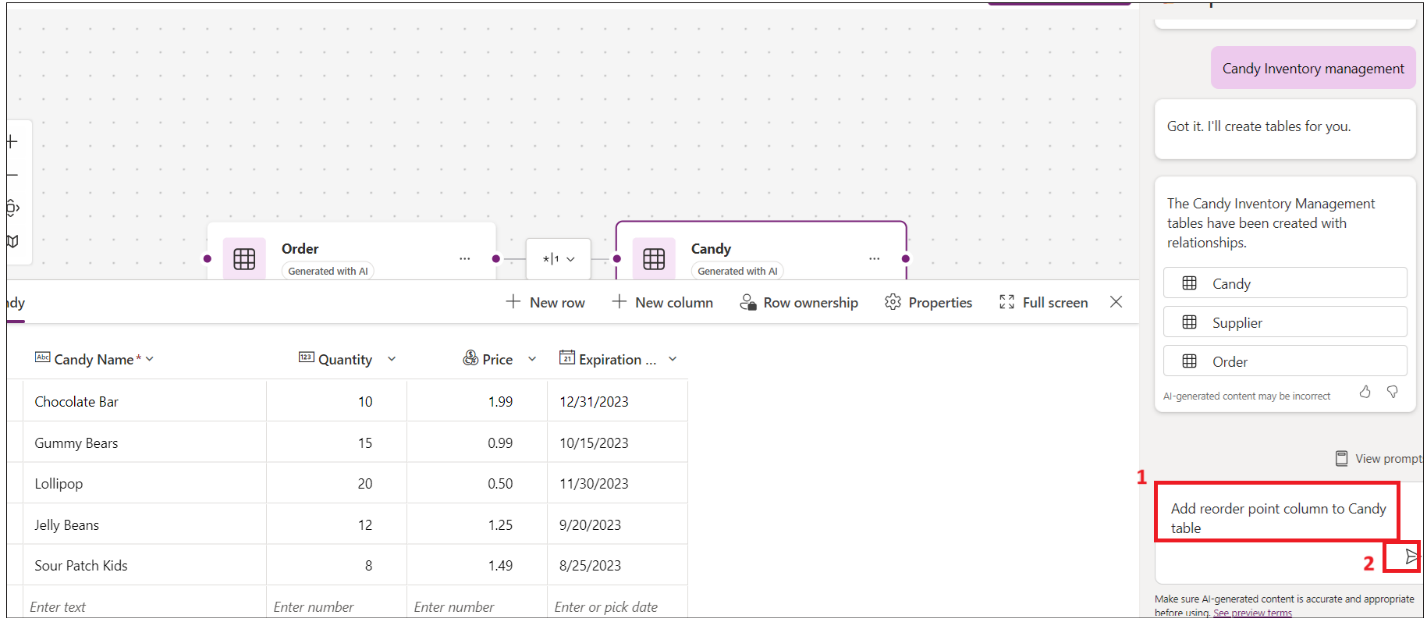 Candy Inventory management
Got it. I'll create tables for you.
The Candy Inventory Management
tables have been created with
relationships.
Candy
Supplier
Order
AI-generated content may be incorrect
View prompt
1
Add reorder point column to Candy
table
2
Make sure AI-generated content is accurate and appropriate
before using. See preview terms
Order
Generated with AI
*|1
Candy
Generated with AI
New row New column Row ownership Properties Full screen
Abc Candy Name* 123 Quantity Price 21 Expiration ...
Chocolate Bar 10 1.99 12/31/2023
Gummy Bears 15 0.99 10/15/2023
Lollipop 20 0.50 11/30/2023
Jelly Beans 12 1.25 9/20/2023
Sour Patch Kids 8 1.49 8/25/2023
Enter text Enter number Enter number Enter or pick date